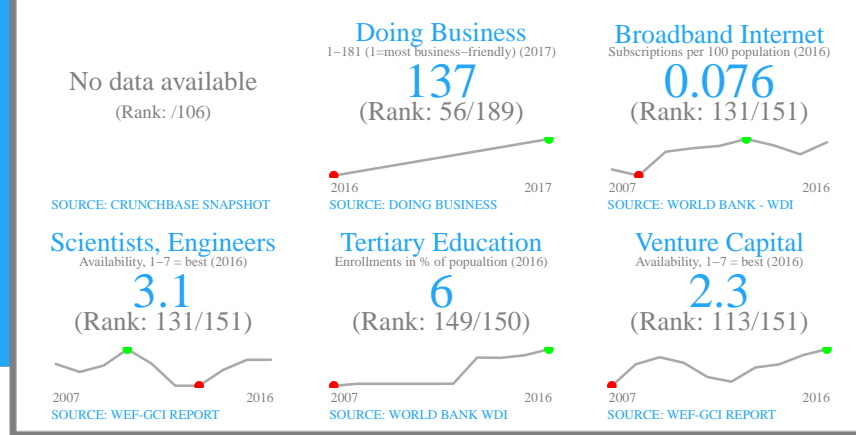 No data available
(Rank: /106)
SOURCE: CRUNCHBASE SNAPSHOT
Doing Business
1−181 (1=most business−friendly) (2017)
137
(Rank: 56/189)
2016 2017
SOURCE: DOING BUSINESS
Broadband Internet
Subscriptions per 100 population (2016)
0.076
(Rank: 131/151)
2007 2016
SOURCE: WORLD BANK - WDI
Scientists, Engineers
Availability, 1−7 = best (2016)
3.1
(Rank: 131/151)
2007 2016
SOURCE: WEF-GCI REPORT
Tertiary Education
Enrollments in % of popualtion (2016)
6
(Rank: 149/150)
2007 2016
SOURCE: WORLD BANK WDI
Venture Capital
Availability, 1−7 = best (2016)
2.3
(Rank: 113/151)
2007 2016
SOURCE: WEF-GCI REPORT